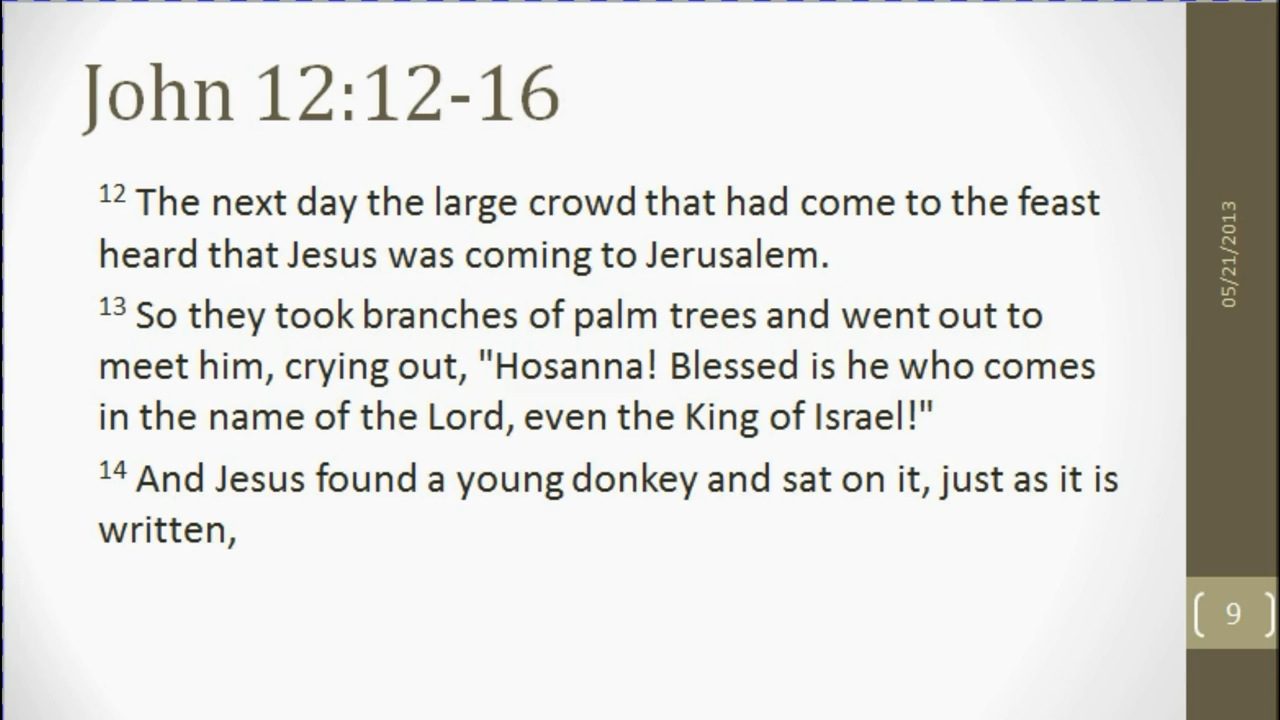 John 12:12-16
12 The next day the large crowd that had come to the feast
heard that Jesus was coming to Jerusalem.
13 So they took branches of palm trees and went out to
meet him, crying out, "Hosanna! Blessed is he who comes
in the name of the Lord, even the King of Israel!"
14 And Jesus found a young donkey and sat on it, just as it is
written,
05/21/2013
9